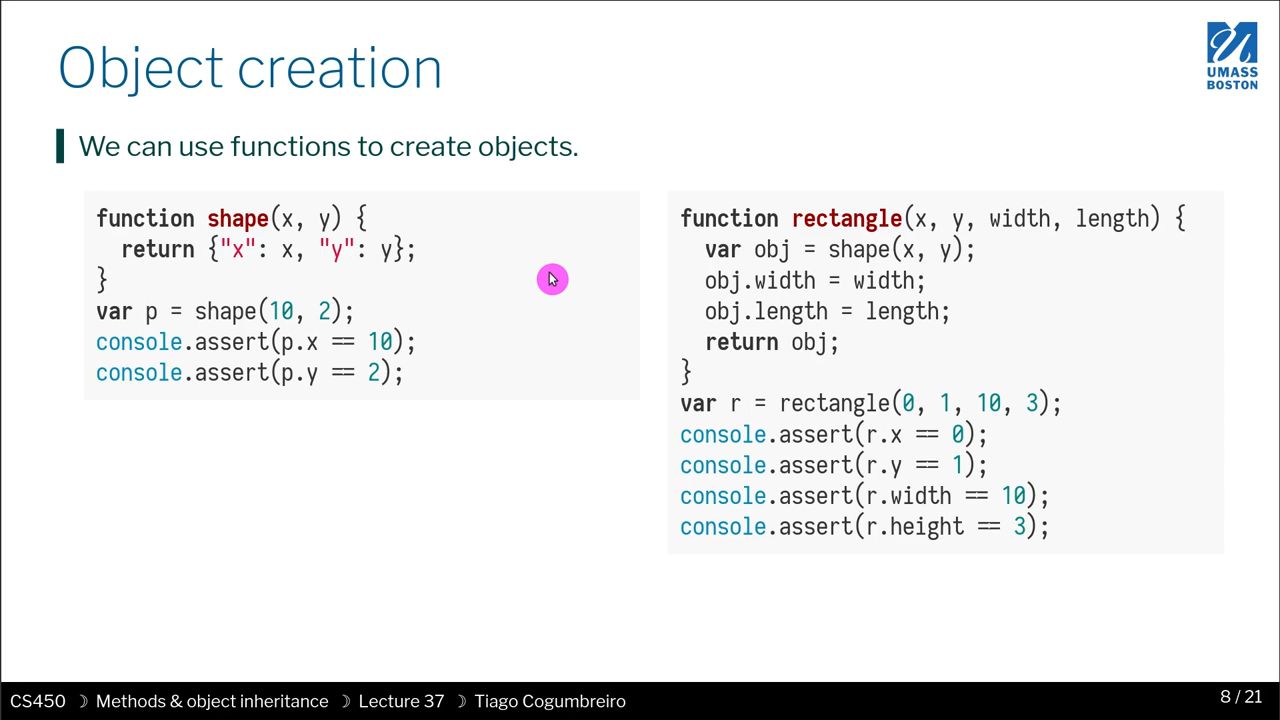 Object creation
UMASS
BOSTON
We can use functions to create objects.
function shape(x, y) {
  return {"x": x, "y": y};
}
var p = shape(10, 2);
console.assert(p.x == 10);
console.assert(p.y == 2);
function rectangle(x, y, width, length) {
  var obj = shape(x, y);
  obj.width = width;
  obj.length = length;
  return obj;
}
var r = rectangle(0, 1, 10, 3);
console.assert(r.x == 0);
console.assert(r.y == 1);
console.assert(r.width == 10);
console.assert(r.height == 3);
CS450 ☽ Methods & object inheritance ☽ Lecture 37 ☽ Tiago Cogumbreiro
8 / 21